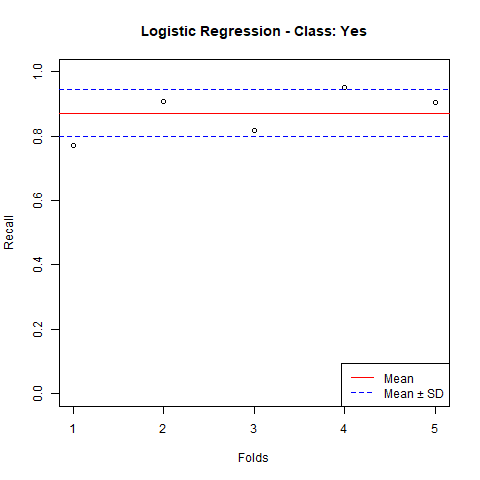 Logistic Regression - Class: Yes
Recall
1.0
0.8
0.6
0.4
0.2
0.0
1 2 3 4 5
Folds
Mean
Mean ± SD